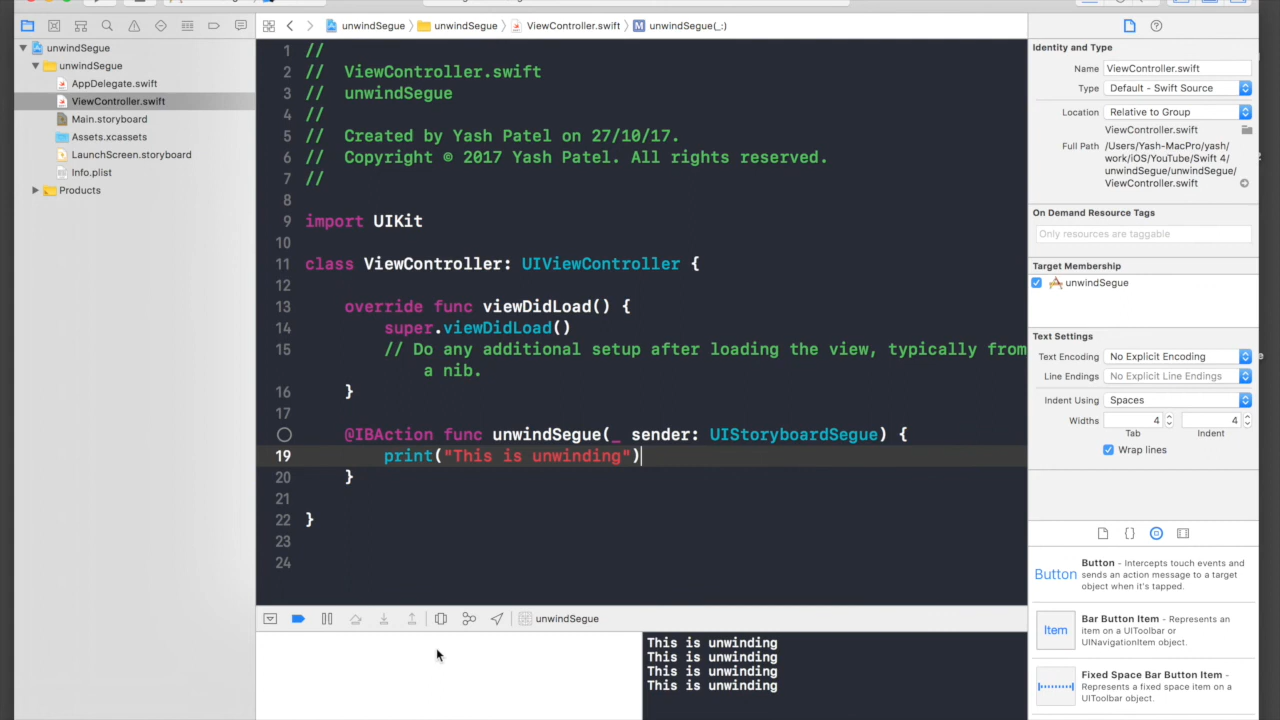 unwindSegue
unwindSegue
AppDelegate.swift
ViewController.swift
Main.storyboard
Assets.xcassets
LaunchScreen.storyboard
Info.plist
Products
unwindSegue
unwindSegue
ViewController.swift
M unwindSegue(_:)
1 //
2 //  ViewController.swift
3 //  unwindSegue
4 //
5 //  Created by Yash Patel on 27/10/17.
6 //  Copyright © 2017 Yash Patel. All rights reserved.
7 //
8
9 import UIKit
10
11 class ViewController: UIViewController {
12
13     override func viewDidLoad() {
14         super.viewDidLoad()
15         // Do any additional setup after loading the view, typically from
            a nib.
16     }
17
    @IBAction func unwindSegue(_ sender: UIStoryboardSegue) {
19         print("This is unwinding")
20     }
21
22 }
23
24
unwindSegue
This is unwinding
This is unwinding
This is unwinding
This is unwinding
Identity and Type
Name ViewController.swift
Type Default - Swift Source
Location Relative to Group
ViewController.swift
Full Path /Users/Yash-MacPro/yash/
work/iOS/YouTube/Swift 4/
unwindSegue/unwindSegue/
ViewController.swift
On Demand Resource Tags
Only resources are taggable
Target Membership
unwindSegue
Text Settings
Text Encoding No Explicit Encoding
Line Endings No Explicit Line Endings
Indent Using Spaces
Widths 4 4
Tab Indent
Wrap lines
Button
Button - Intercepts touch events and
sends an action message to a target
object when it's tapped.
Item
Bar Button Item - Represents an
item on a UIToolbar or
UINavigationItem object.
Fixed Space Bar Button Item -
Represents a fixed space item on a
UIToolbar object.